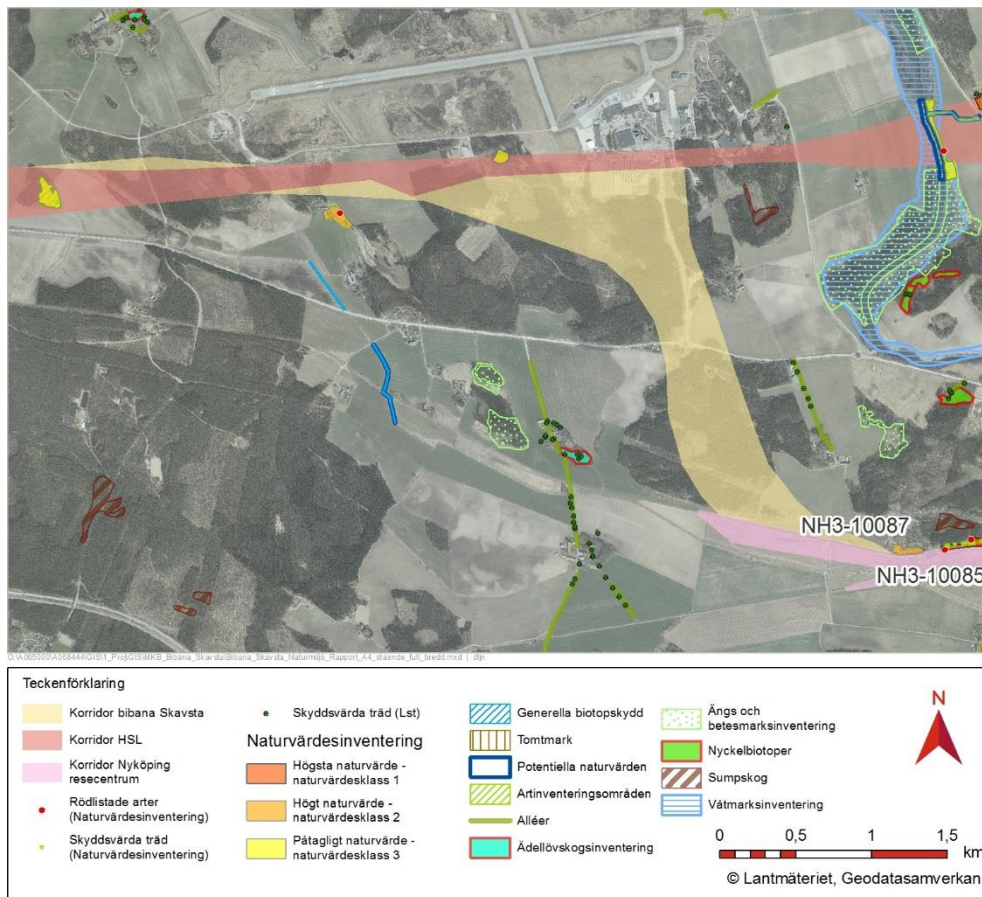 NH3-10087
NH3-10085
Teckenförklaring
Korridor bibana Skavsta
Korridor HSL
Korridor Nyköping
resecentrum
Rödlistade arter
(Naturvärdesinventering)
Skyddsvärda träd
(Naturvärdesinventering)
Skyddsvärda träd (Lst)
Naturvärdesinventering
Högsta naturvärde -
naturvärdesklass 1
Högt naturvärde -
naturvärdesklass 2
Påtagligt naturvärde -
naturvärdesklass 3
Generella biotopskydd
Tomtmark
Potentiella naturvärden
Artinventeringsområden
Alléer
Ädellövskogsinventering
Ängs och
betesmarksinventering
Nyckelbiotoper
Sumpskog
Våtmarksinventering
N
0 0,5 1 1,5
km
© Lantmäteriet, Geodatasamverkan